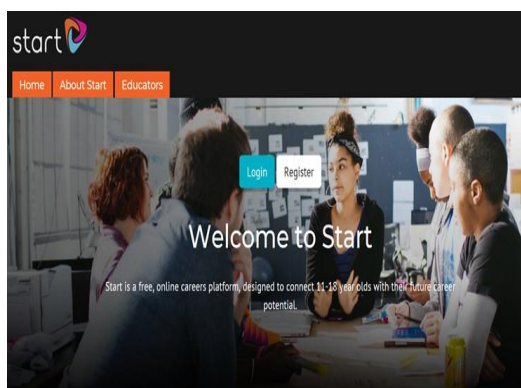 start
Home
About Start
Educators
Login
Register
Welcome to Start
Start is a free, online careers platform, designed to connect 11-18 year olds with their future career
potential.